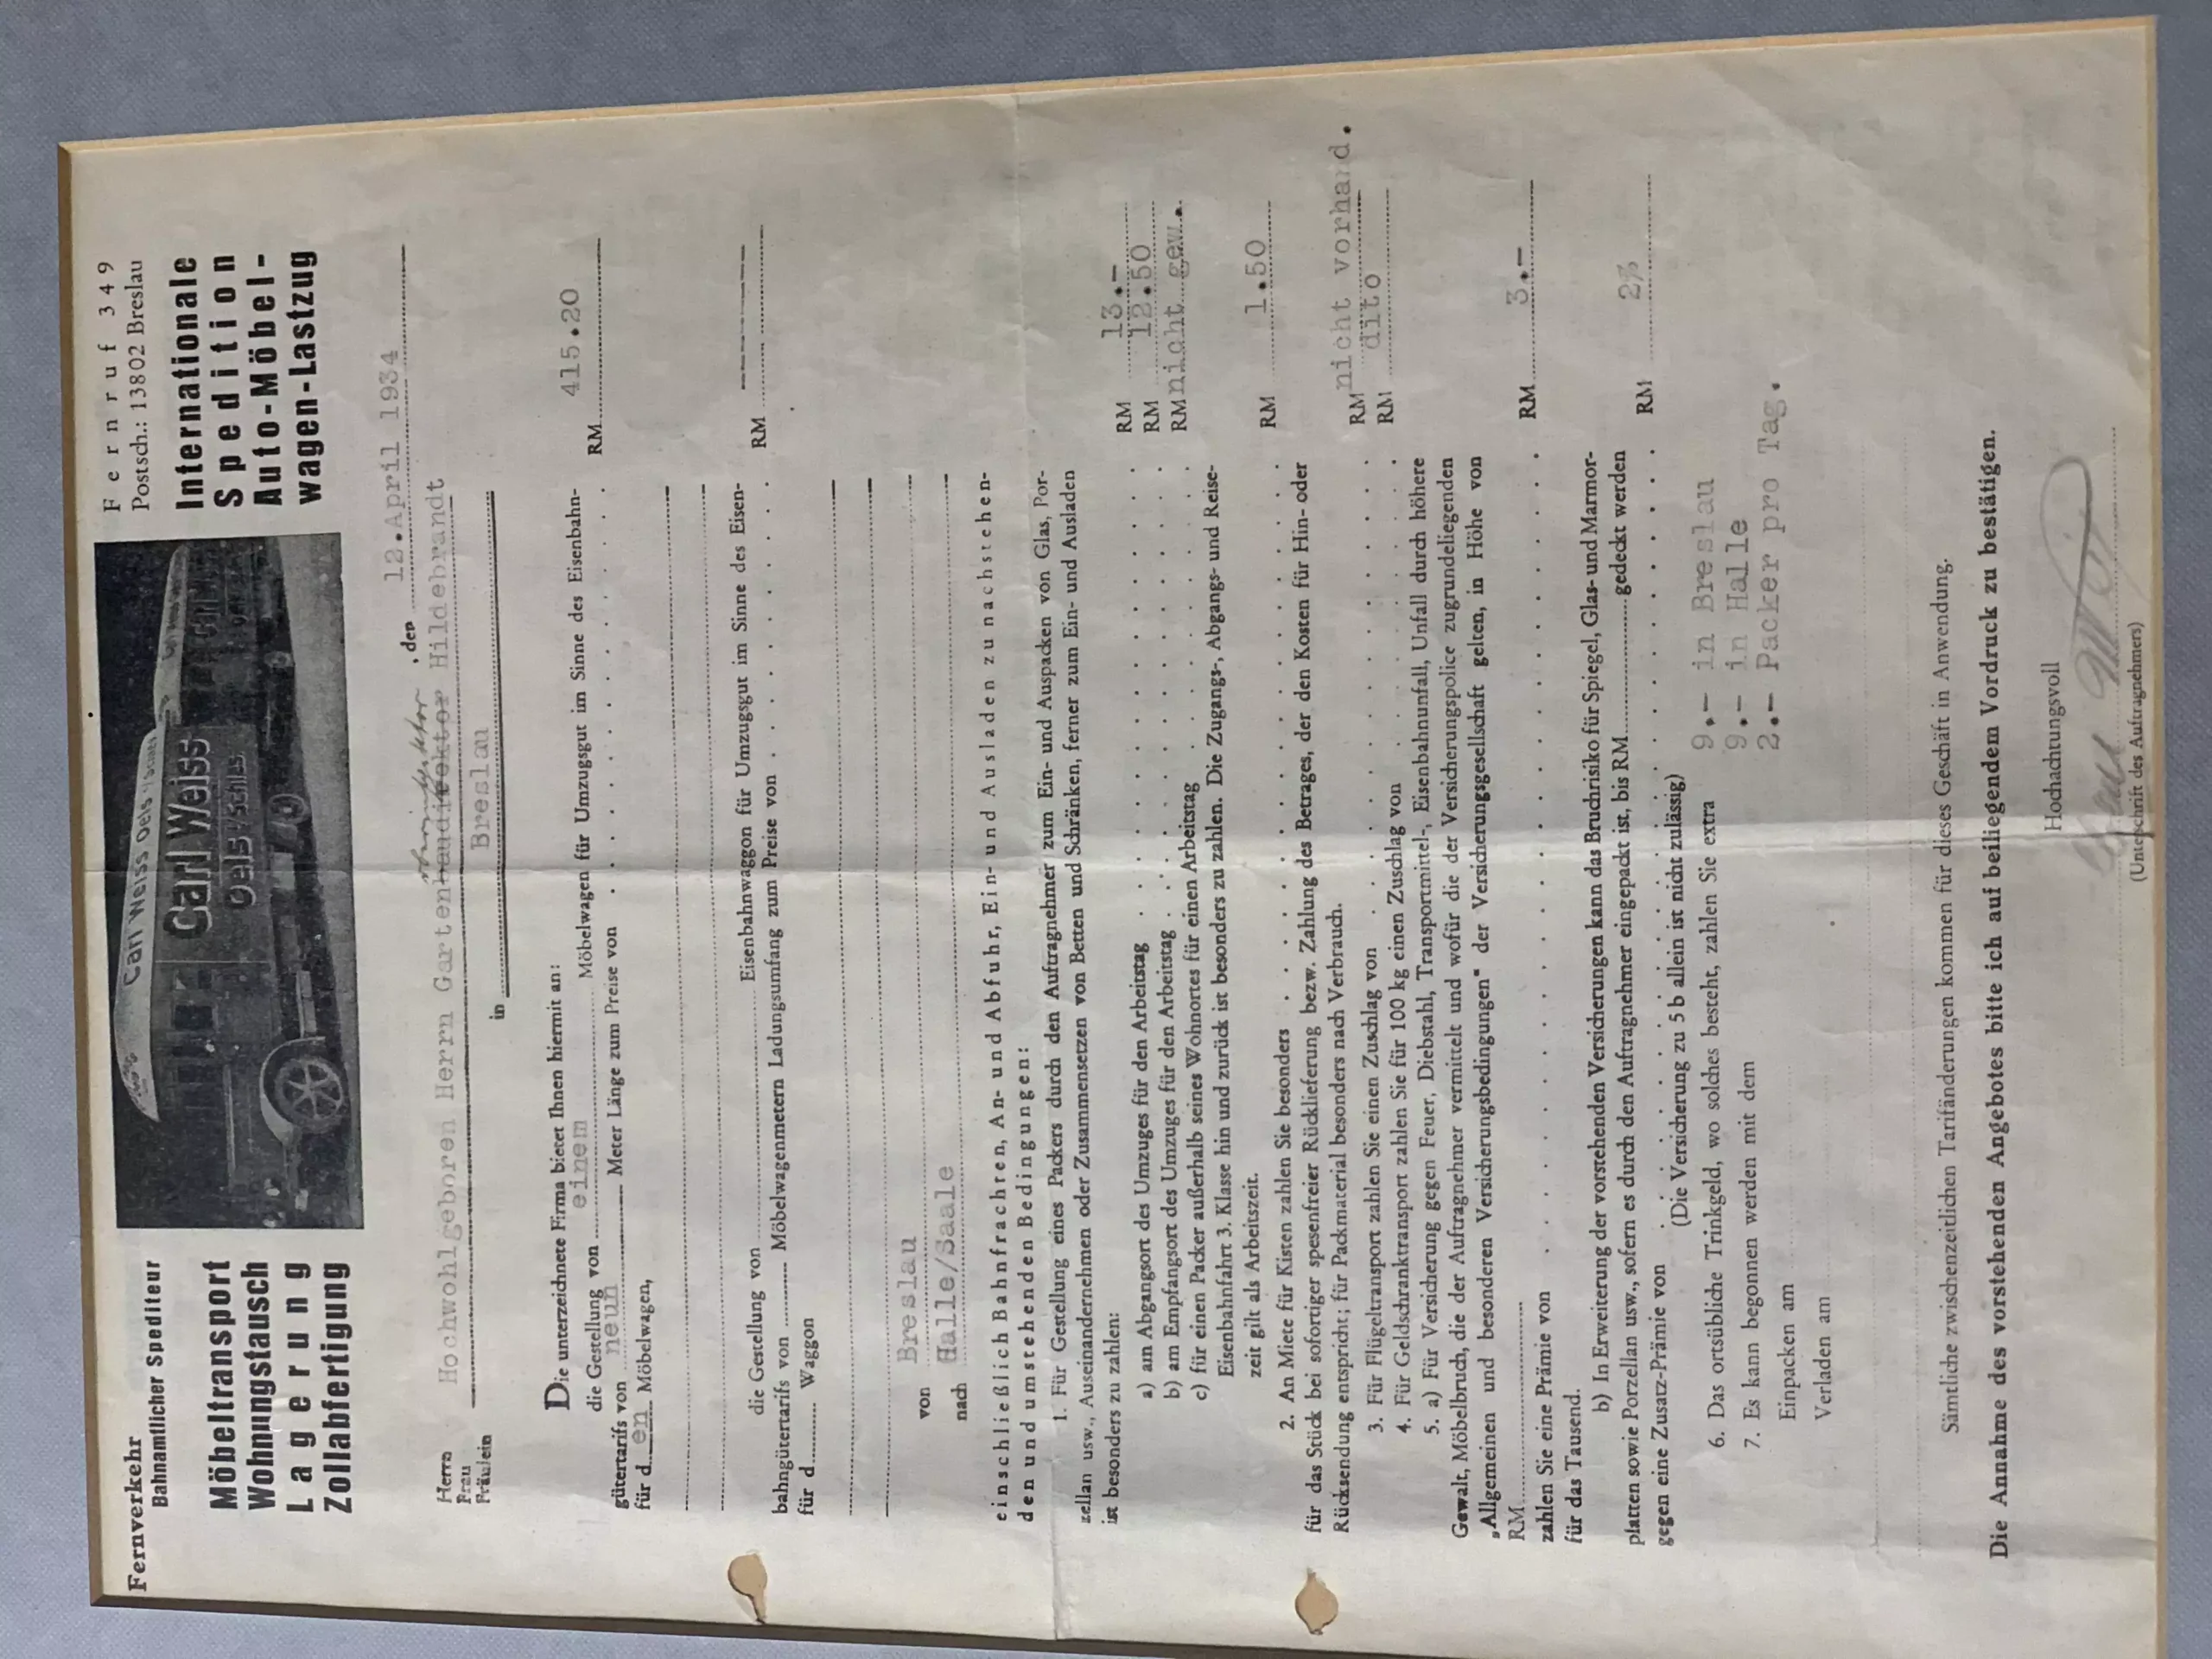 Fernverkehr
Bahnamtlicher Spediteur
Möbeltransport
Wohnungstausch
Lagerung
Zollabfertigung
Carl Weiss Oels i/Schles.
Carl Weiss
Oels i/Schles.
Fernruf 349
Postsch.: 13802 Breslau
Internationale
Spedition
Auto-Möbel-
wagen-Lastzug
, den 12.April 1934
Herrn
Frau
Fräulein
Hochwohlgeboren Herrn Gartenbaudirektor Hildebrandt
in Breslau
Die unterzeichnete Firma bietet Ihnen hiermit an:
die Gestellung von einem Möbelwagen für Umzugsgut im Sinne des Eisenbahn-
gütertarifs von neun Meter Länge zum Preise von RM 415.20
für d en Möbelwagen,
die Gestellung von Eisenbahnwaggon für Umzugsgut im Sinne des Eisen-
bahngütertarifs von Möbelwagenmetern Ladungsumfang zum Preise von RM -------
für d Waggon
von Breslau
nach Halle/Saale
einschließlich Bahnfrachten, An- und Abfuhr, Ein- und Ausladen zu nachstehen-
den und umstehenden Bedingungen:
1. Für Gestellung eines Packers durch den Auftragnehmer zum Ein- und Auspacken von Glas, Por-
zellan usw., Auseinandernehmen oder Zusammensetzen von Betten und Schränken, ferner zum Ein- und Ausladen
ist besonders zu zahlen:
a) am Abgangsort des Umzuges für den Arbeitstag RM 13.-
b) am Empfangsort des Umzuges für den Arbeitstag RM 12.50
c) für einen Packer außerhalb seines Wohnortes für einen Arbeitstag RM nicht gew.
Eisenbahnfahrt 3. Klasse hin und zurück ist besonders zu zahlen. Die Zugangs-, Abgangs- und Reise-
zeit gilt als Arbeitszeit.
2. An Miete für Kisten zahlen Sie besonders RM 1.50
für das Stück bei sofortiger spesenfreier Rücklieferung bezw. Zahlung des Betrages, der den Kosten für Hin- oder
Rücksendung entspricht; für Packmaterial besonders nach Verbrauch.
3. Für Flügeltransport zahlen Sie einen Zuschlag von RM nicht vorhand.
4. Für Geldschranktransport zahlen Sie für 100 kg einen Zuschlag von RM dito
5. a) Für Versicherung gegen Feuer, Diebstahl, Transportmittel-, Eisenbahnunfall, Unfall durch höhere
Gewalt, Möbelbruch, die der Auftragnehmer vermittelt und wofür die der Versicherungspolice zugrundeliegenden
„Allgemeinen und besonderen Versicherungsbedingungen" der Versicherungsgesellschaft gelten, in Höhe von
RM
zahlen Sie eine Prämie von RM 3.-
für das Tausend.
b) In Erweiterung der vorstehenden Versicherungen kann das Bruchrisiko für Spiegel, Glas- und Marmor-
platten sowie Porzellan usw., sofern es durch den Auftragnehmer eingepackt ist, bis RM gedeckt werden
gegen eine Zusatz-Prämie von RM 2%
(Die Versicherung zu 5 b allein ist nicht zulässig)
6. Das ortsübliche Trinkgeld, wo solches besteht, zahlen Sie extra 9.- in Breslau
9.- in Halle
7. Es kann begonnen werden mit dem 2.- Packer pro Tag.
Einpacken am
Verladen am
Sämtliche zwischenzeitlichen Tarifänderungen kommen für dieses Geschäft in Anwendung.
Die Annahme des vorstehenden Angebotes bitte ich auf beiliegendem Vordruck zu bestätigen.
Hochachtungsvoll
(Unterschrift des Auftragnehmers)